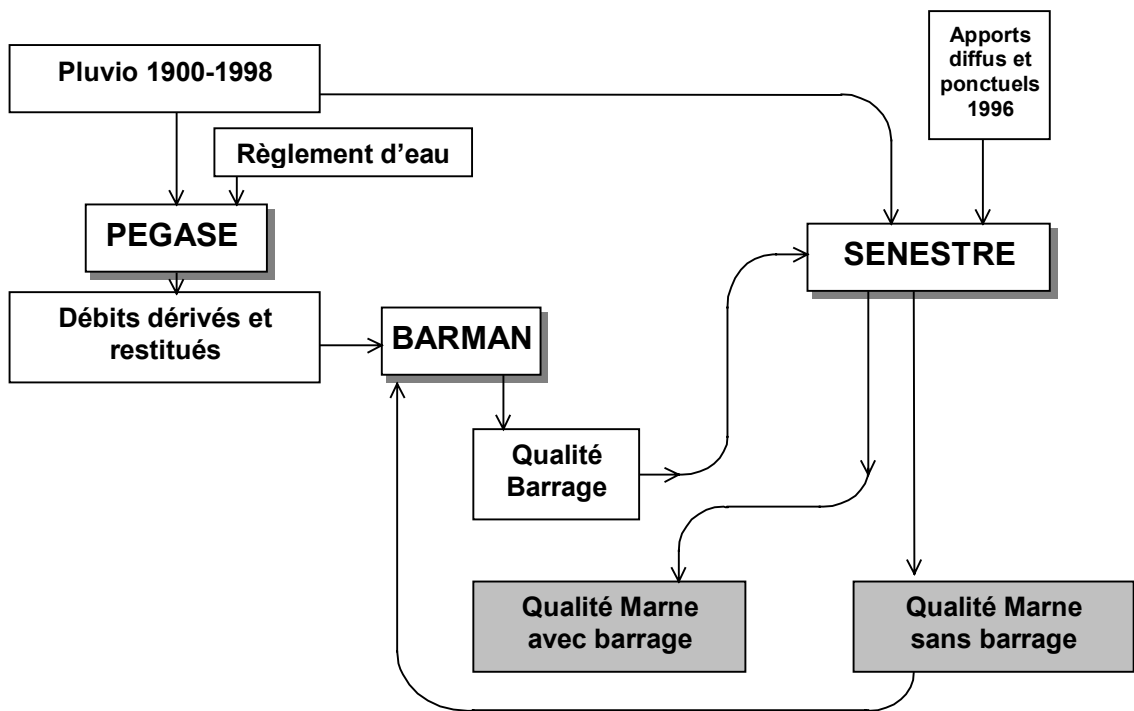 Pluvio 1900-1998
Apports
diffus et
ponctuels
1996
Règlement d’eau
PEGASE
SENESTRE
Débits dérivés et
restitués
BARMAN
Qualité
Barrage
Qualité Marne
avec barrage
Qualité Marne
sans barrage